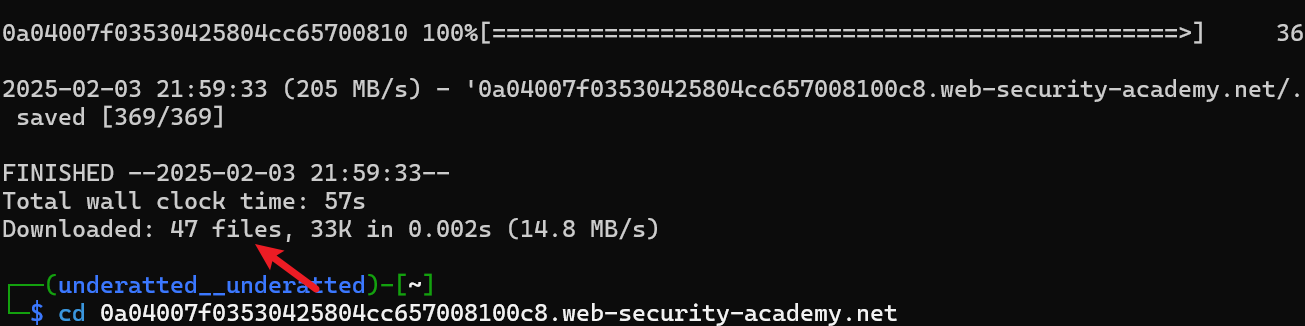 0a04007f03530425804cc65700810 100%[=================================================>] 36
2025-02-03 21:59:33 (205 MB/s) - '0a04007f03530425804cc657008100c8.web-security-academy.net/.
saved [369/369]
FINISHED --2025-02-03 21:59:33--
Total wall clock time: 57s
Downloaded: 47 files, 33K in 0.002s (14.8 MB/s)
┌──(underatted__underatted)-[~]
└─$ cd 0a04007f03530425804cc657008100c8.web-security-academy.net